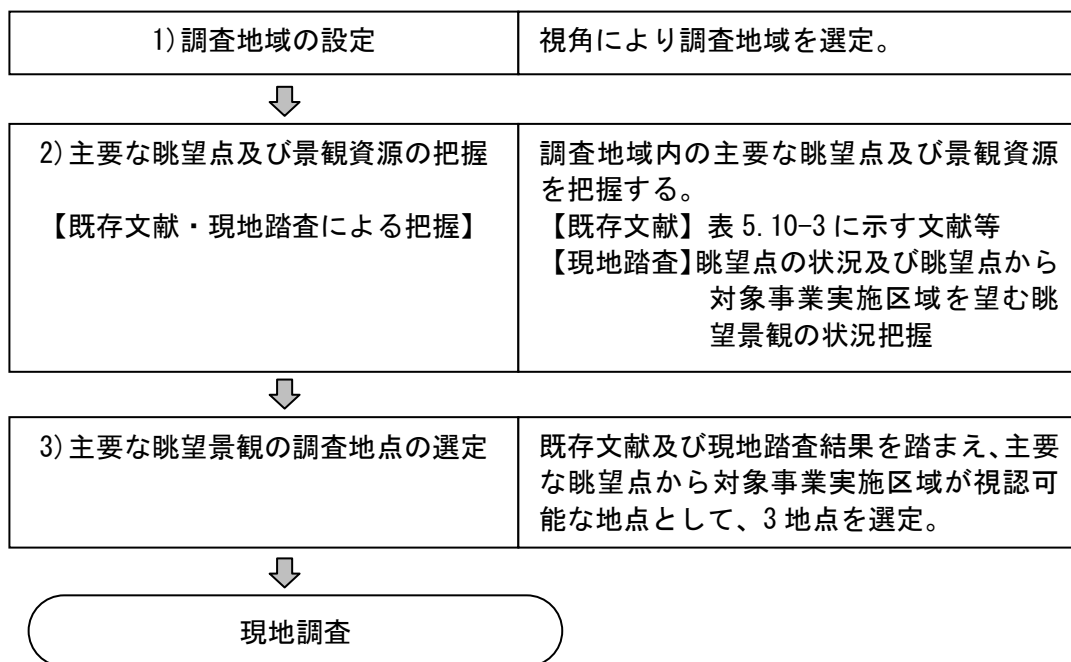 1)調査地域の設定
視角により調査地域を選定。
2)主要な眺望点及び景観資源の把握
【既存文献・現地踏査による把握】
調査地域内の主要な眺望点及び景観資源
を把握する。
【既存文献】表 5.10-3 に示す文献等
【現地踏査】眺望点の状況及び眺望点から
対象事業実施区域を望む眺
望景観の状況把握
3)主要な眺望景観の調査地点の選定
既存文献及び現地踏査結果を踏まえ、主要
な眺望点から対象事業実施区域が視認可
能な地点として、3 地点を選定。
現地調査